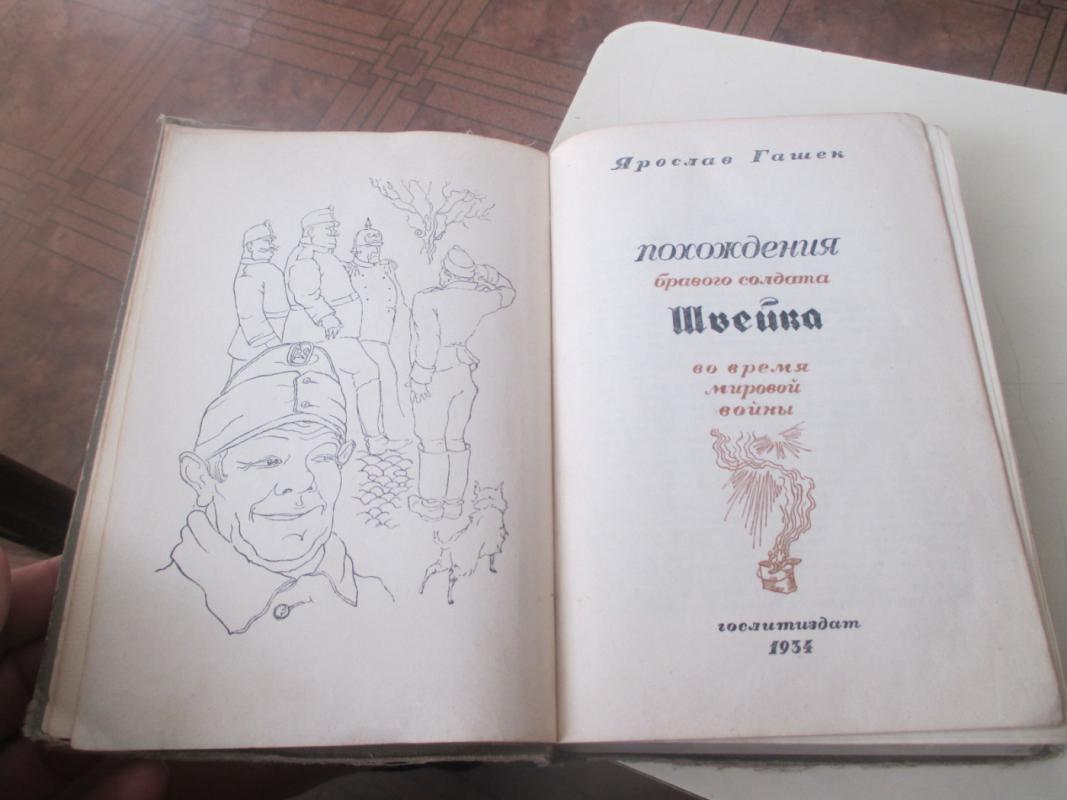 Ярослав Гашек
похождения
бравого солдата
Швейка
во время
мировой
войны
гослитиздат
1934